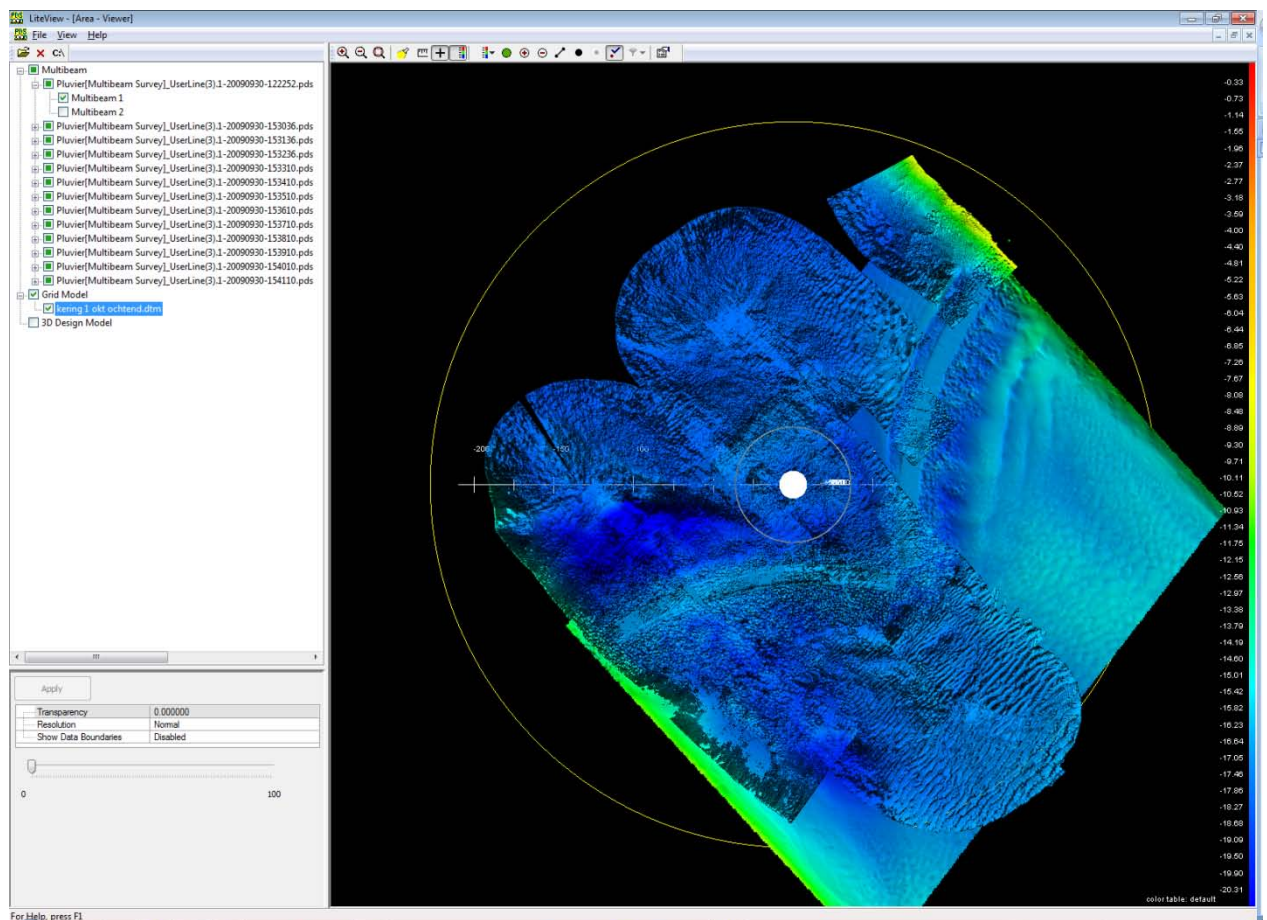 LiteView - [Area - Viewer]
File View Help
C:\
Multibeam
Pluvier[Multibeam Survey]_UserLine(3).1-20090930-122252.pds
Multibeam 1
Multibeam 2
Pluvier[Multibeam Survey]_UserLine(3).1-20090930-153036.pds
Pluvier[Multibeam Survey]_UserLine(3).1-20090930-153136.pds
Pluvier[Multibeam Survey]_UserLine(3).1-20090930-153236.pds
Pluvier[Multibeam Survey]_UserLine(3).1-20090930-153310.pds
Pluvier[Multibeam Survey]_UserLine(3).1-20090930-153410.pds
Pluvier[Multibeam Survey]_UserLine(3).1-20090930-153510.pds
Pluvier[Multibeam Survey]_UserLine(3).1-20090930-153610.pds
Pluvier[Multibeam Survey]_UserLine(3).1-20090930-153710.pds
Pluvier[Multibeam Survey]_UserLine(3).1-20090930-153810.pds
Pluvier[Multibeam Survey]_UserLine(3).1-20090930-153910.pds
Pluvier[Multibeam Survey]_UserLine(3).1-20090930-154010.pds
Pluvier[Multibeam Survey]_UserLine(3).1-20090930-154110.pds
Grid Model
kering 1 okt ochtend.dtm
3D Design Model
Apply
Transparency 0.000000
Resolution Normal
Show Data Boundaries Disabled
0 100
For Help, press F1
-200 -150 -100
-0.33
-0.73
-1.14
-1.55
-1.96
-2.37
-2.77
-3.18
-3.59
-4.00
-4.40
-4.81
-5.22
-5.63
-6.04
-6.44
-6.85
-7.26
-7.67
-8.08
-8.48
-8.89
-9.30
-9.71
-10.11
-10.52
-10.93
-11.34
-11.75
-12.15
-12.56
-12.97
-13.38
-13.79
-14.19
-14.60
-15.01
-15.42
-15.82
-16.23
-16.64
-17.05
-17.46
-17.86
-18.27
-18.68
-19.09
-19.50
-19.90
-20.31
color table: default